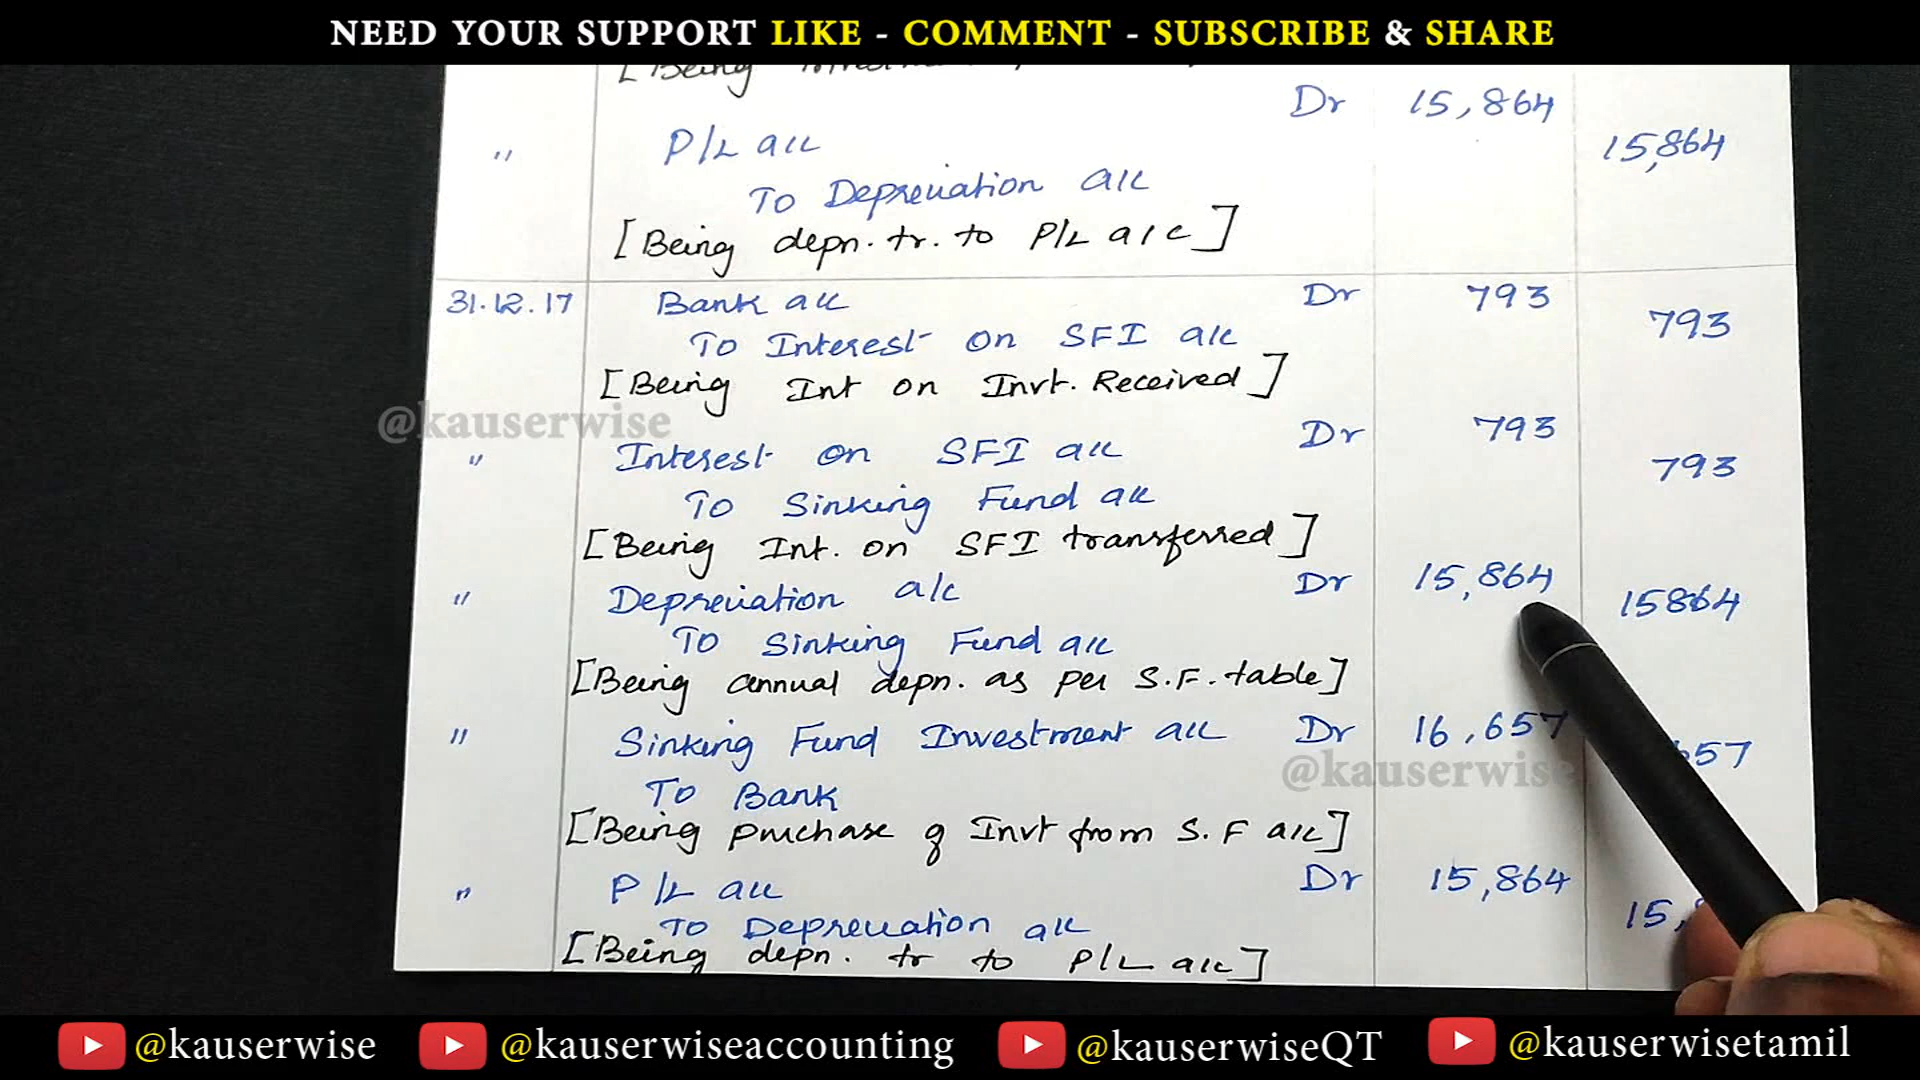 NEED YOUR SUPPORT LIKE - COMMENT - SUBSCRIBE & SHARE
[Being
Dr 15,864
" P/L a/c 15,864
To Depreciation a/c
[Being depn. tr. to P/L a/c]
31.12.17 Bank a/c Dr 793
To Interest on SFI a/c 793
[Being Int on Invt. Received]
@kauserwise
" Interest on SFI a/c Dr 793
To Sinking Fund a/c 793
[Being Int. on SFI transferred]
" Depreciation a/c Dr 15,864
To Sinking Fund a/c 15864
[Being annual depn. as per S.F. table]
" Sinking Fund Investment a/c Dr 16,657
To Bank 657
@kauserwise
[Being purchase of Invt from S.F a/c]
" P/L a/c Dr 15,864
To Depreciation a/c 15,
[Being depn. tr to P/L a/c]
@kauserwise @kauserwiseaccounting @kauserwiseQT @kauserwisetamil